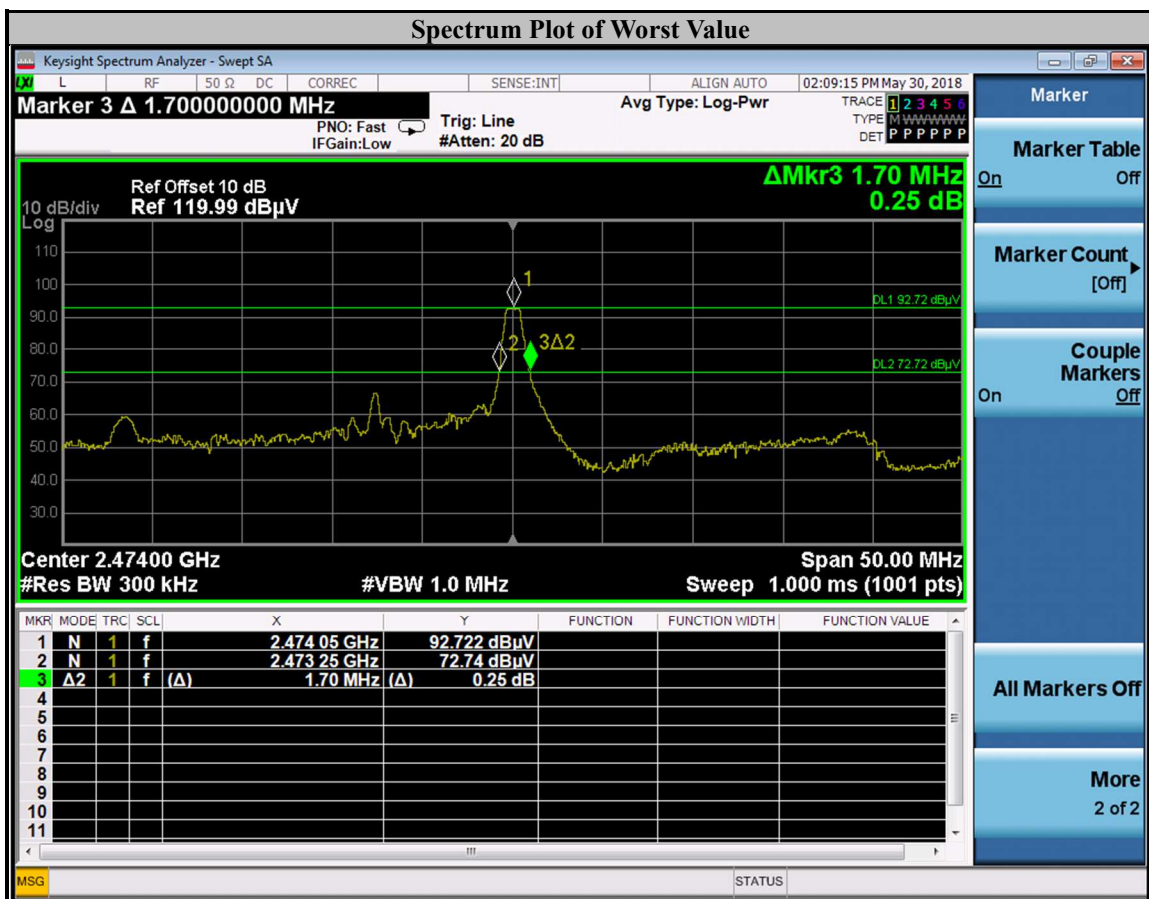 Spectrum Plot of Worst Value
Keysight Spectrum Analyzer - Swept SA
LXI L RF 50 Ω DC CORREC SENSE:INT ALIGN AUTO 02:09:15 PM May 30, 2018
Marker 3 Δ 1.700000000 MHz
PNO: Fast
IFGain:Low
Trig: Line
#Atten: 20 dB
Avg Type: Log-Pwr
TRACE 1 2 3 4 5 6
TYPE M WWWWW
DET P P P P P P
ΔMkr3 1.70 MHz
0.25 dB
Ref Offset 10 dB
10 dB/div Ref 119.99 dBµV
Log
110
100
90.0
80.0
70.0
60.0
50.0
40.0
30.0
1
2
3Δ2
DL1 92.72 dBµV
DL2 72.72 dBµV
Center 2.47400 GHz Span 50.00 MHz
#Res BW 300 kHz #VBW 1.0 MHz Sweep 1.000 ms (1001 pts)
MKR MODE TRC SCL X Y FUNCTION FUNCTION WIDTH FUNCTION VALUE
1 N 1 f 2.474 05 GHz 92.722 dBµV
2 N 1 f 2.473 25 GHz 72.74 dBµV
3 Δ2 1 f (Δ) 1.70 MHz (Δ) 0.25 dB
4
5
6
7
8
9
10
11
MSG STATUS
Marker
Marker Table
On Off
Marker Count
[Off]
Couple
Markers
On Off
All Markers Off
More
2 of 2